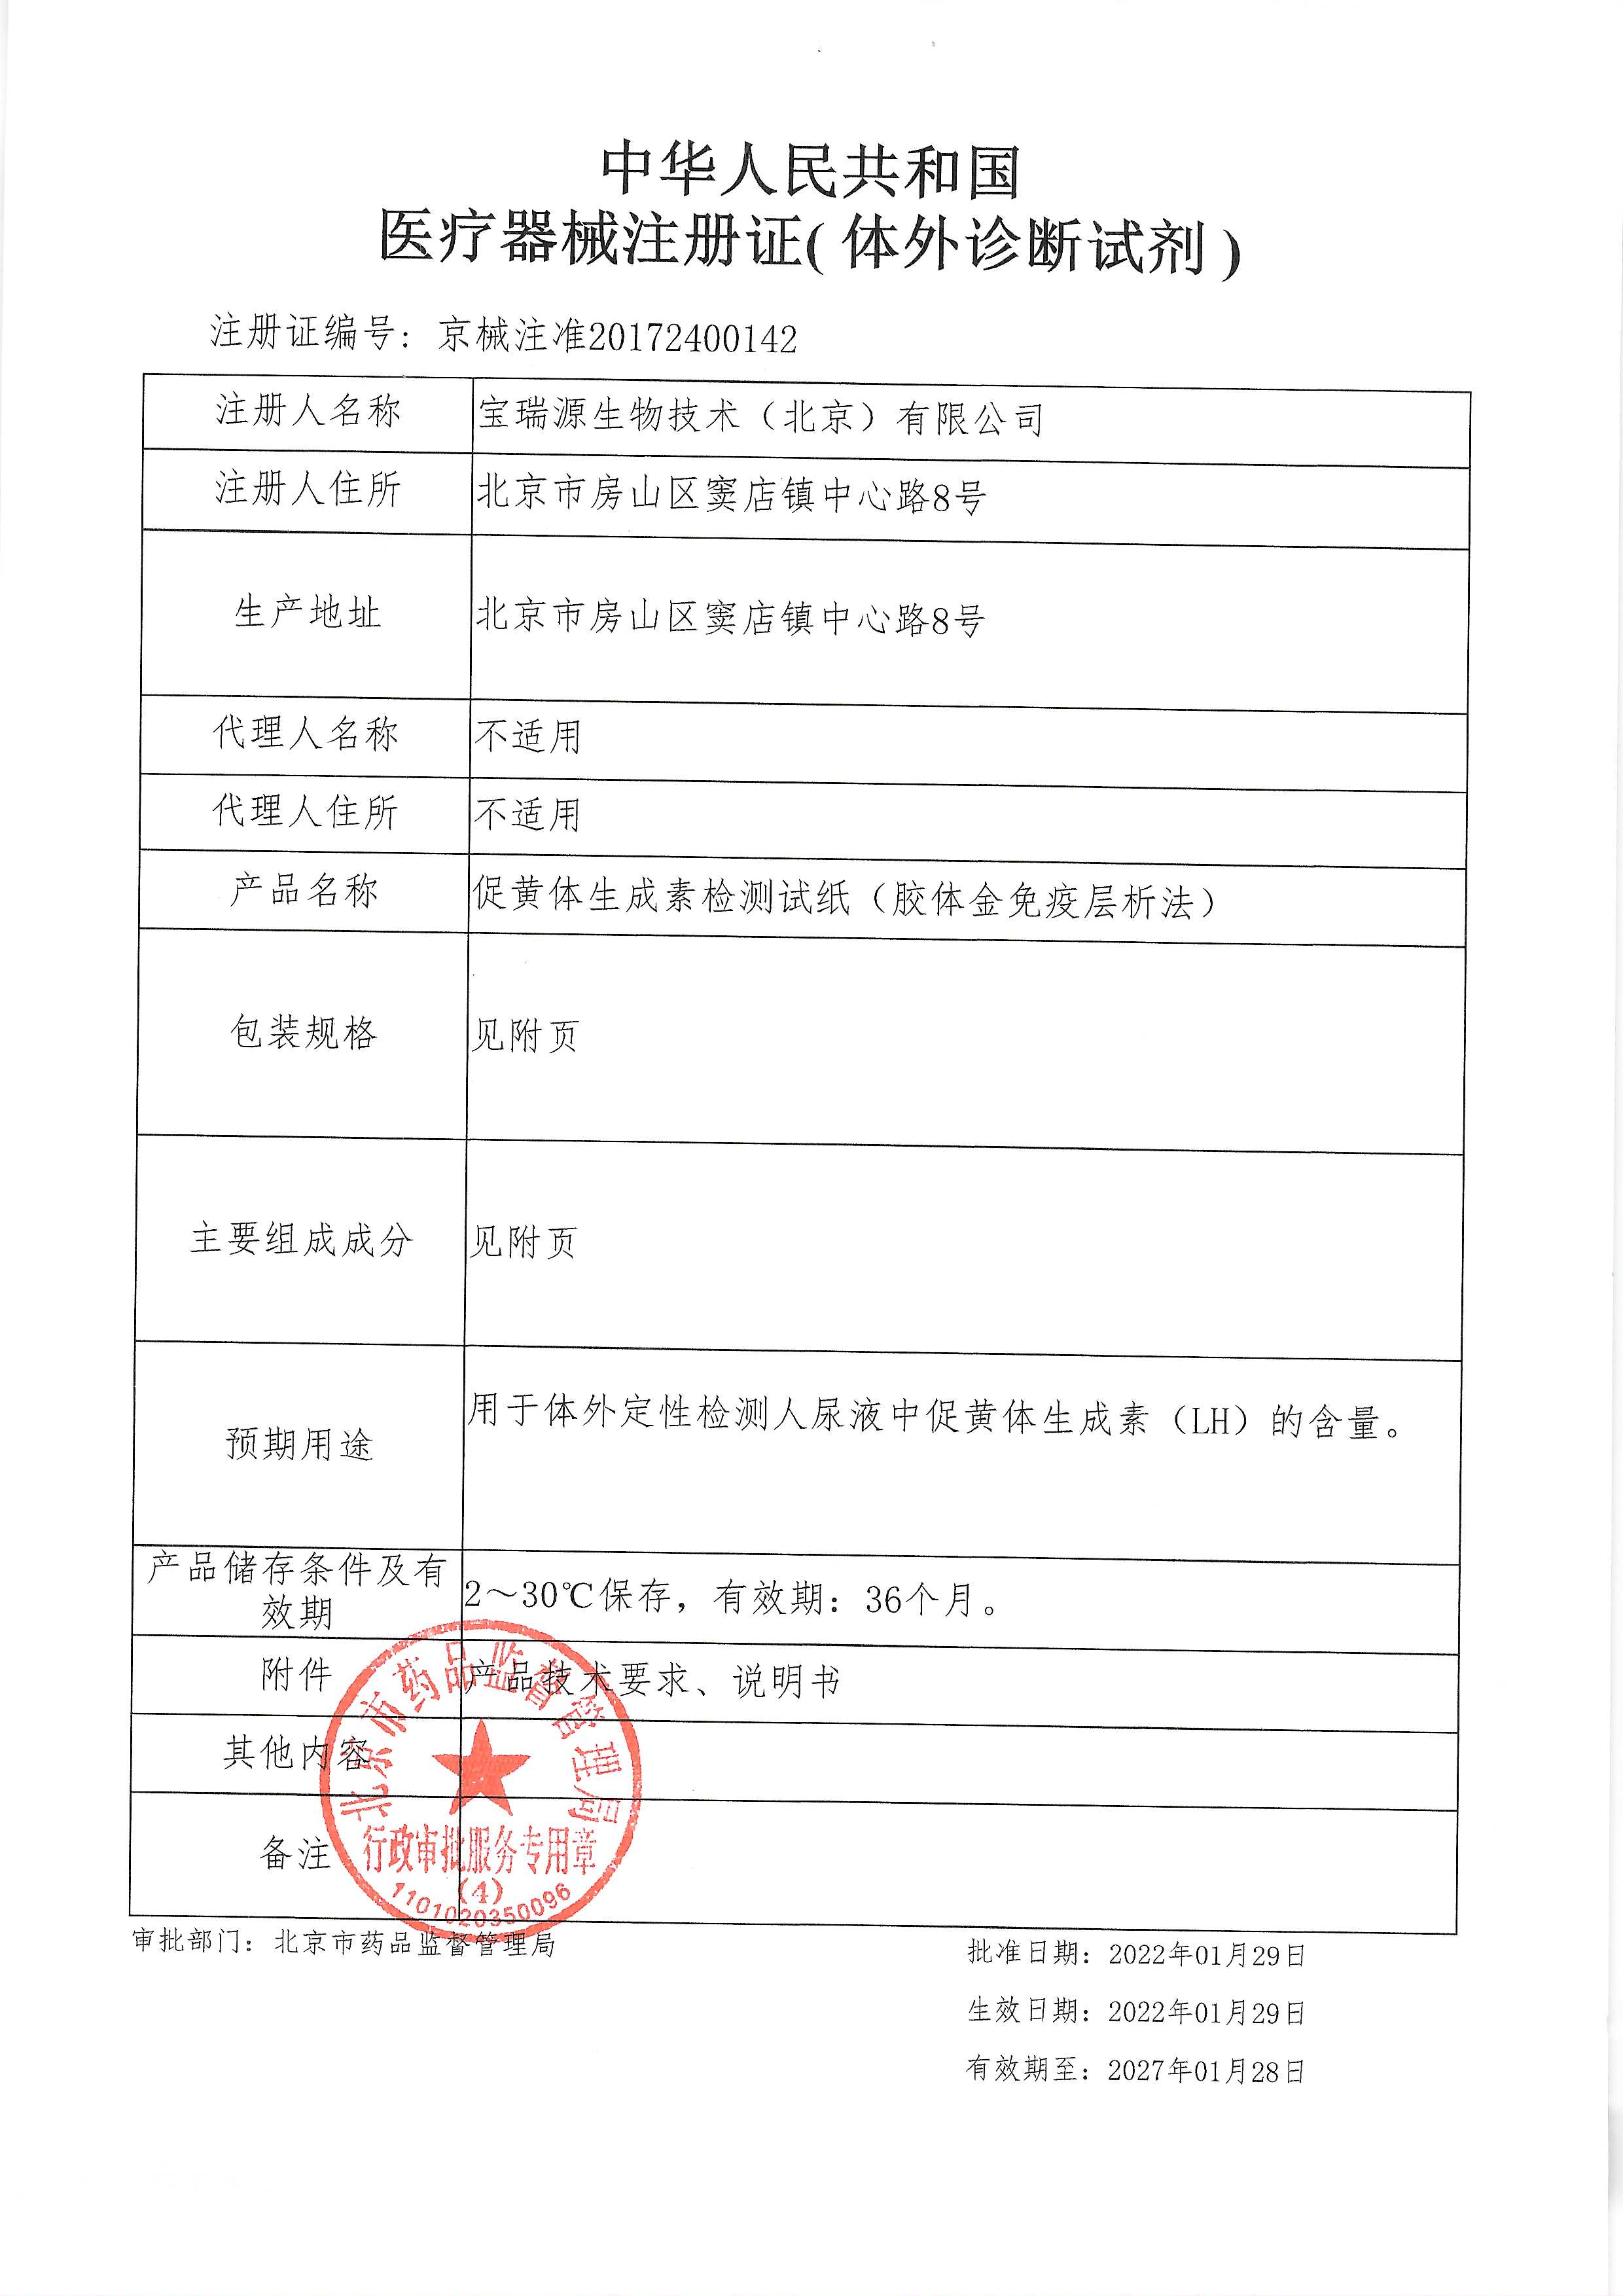 中华人民共和国
医疗器械注册证(体外诊断试剂)
注册证编号：京械注准20172400142
注册人名称 宝瑞源生物技术（北京）有限公司
注册人住所 北京市房山区窦店镇中心路8号
生产地址 北京市房山区窦店镇中心路8号
代理人名称 不适用
代理人住所 不适用
产品名称 促黄体生成素检测试纸（胶体金免疫层析法）
包装规格 见附页
主要组成成分 见附页
预期用途 用于体外定性检测人尿液中促黄体生成素（LH）的含量。
产品储存条件及有
效期
2～30℃保存，有效期：36个月。
附件 产品技术要求、说明书
其他内容
备注
北京市药品监督管理局
行政审批服务专用章
(4)
1101020350096
审批部门：北京市药品监督管理局
批准日期：2022年01月29日
生效日期：2022年01月29日
有效期至：2027年01月28日